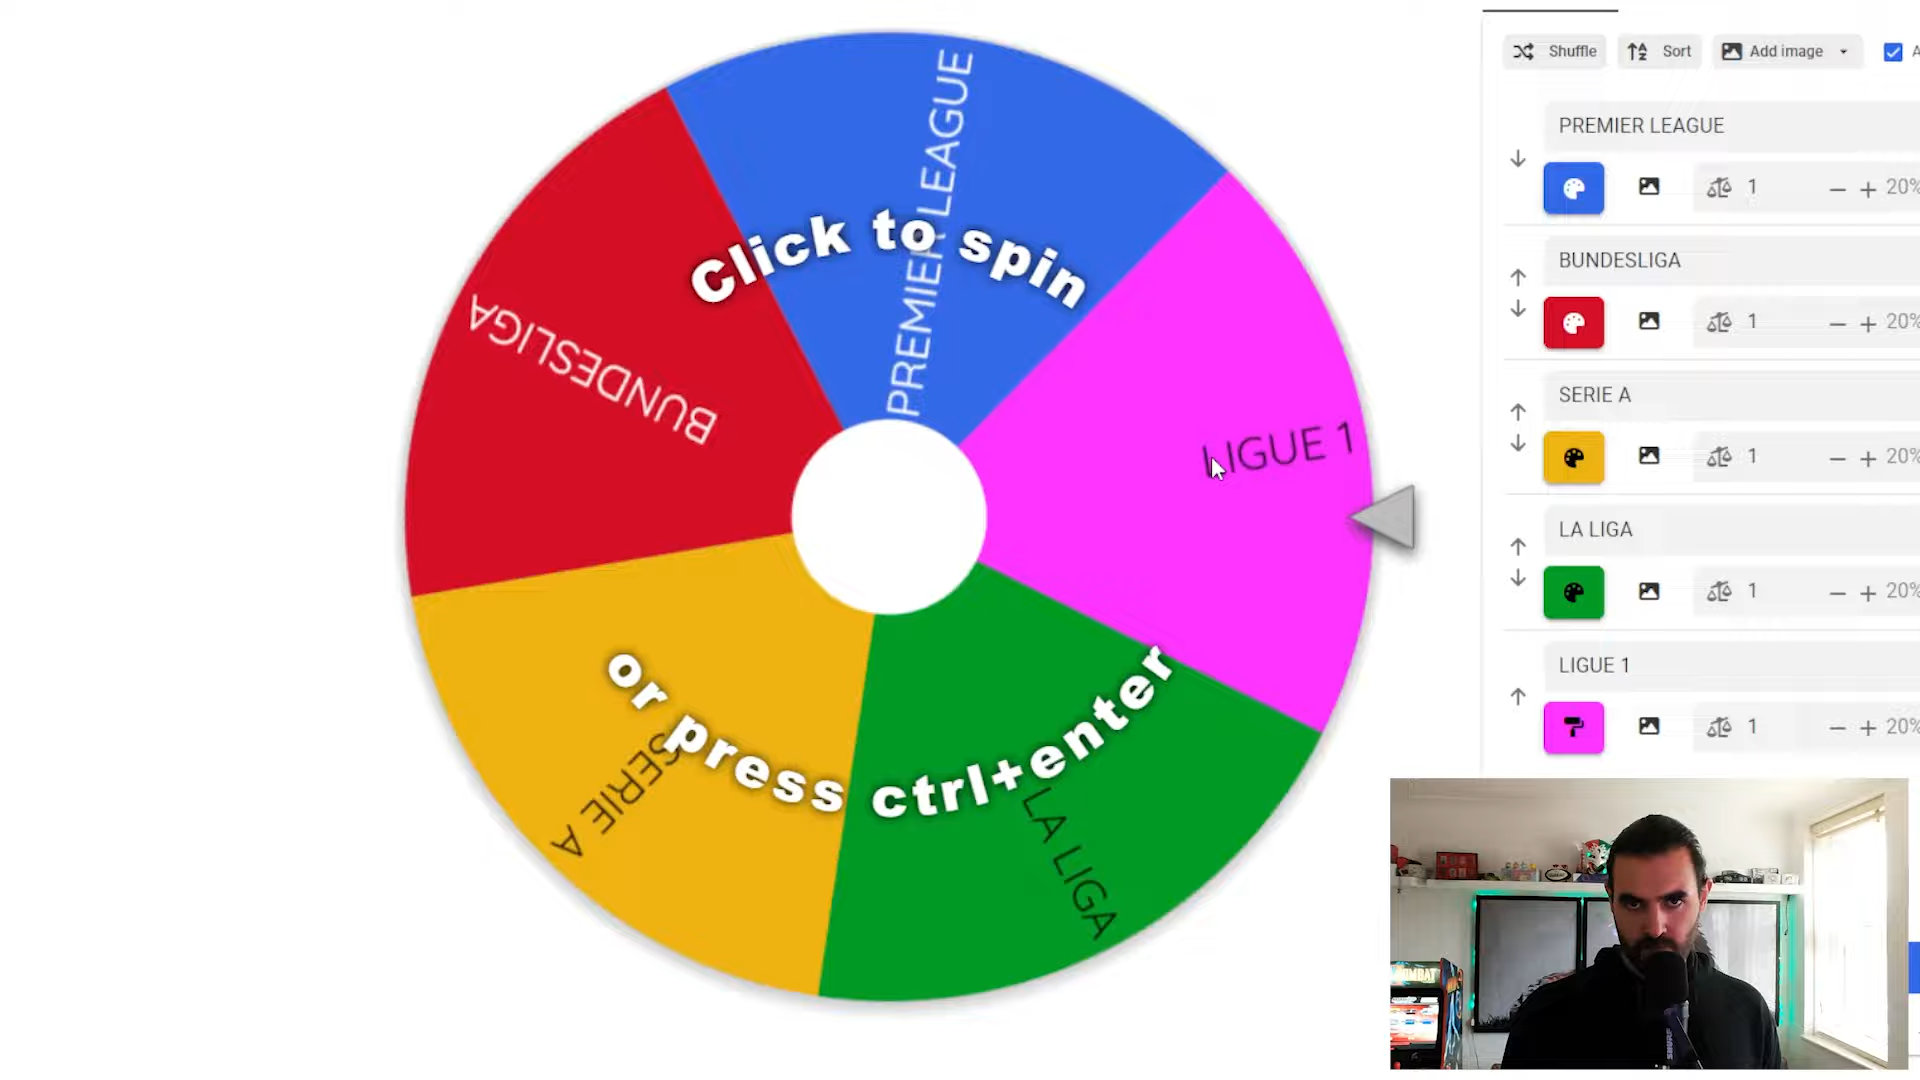 Shuffle
Sort
Add image
PREMIER LEAGUE
1
20%
BUNDESLIGA
1
20%
SERIE A
1
20%
LA LIGA
1
20%
LIGUE 1
1
20%
PREMIER LEAGUE
Click to spin
BUNDESLIGA
LIGUE 1
or press ctrl+enter
SERIE A
LA LIGA
SHURE